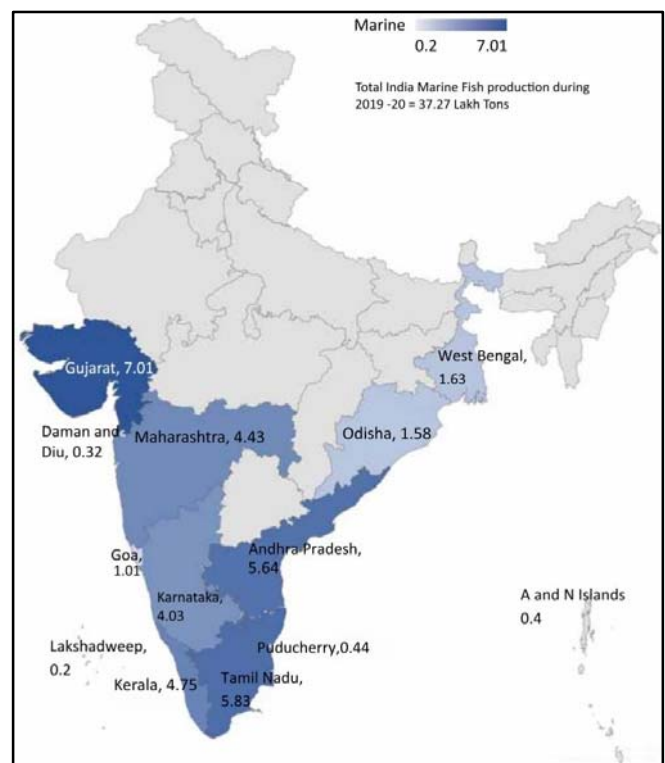 Marine
0.2 7.01
Total India Marine Fish production during
2019 -20 = 37.27 Lakh Tons
Gujarat, 7.01
West Bengal,
1.63
Daman and
Diu, 0.32
Maharashtra, 4.43
Odisha, 1.58
Goa,
1.01
Andhra Pradesh,
5.64
Karnataka,
4.03
A and N Islands
0.4
Lakshadweep,
0.2
Puducherry,0.44
Kerala, 4.75
Tamil Nadu,
5.83